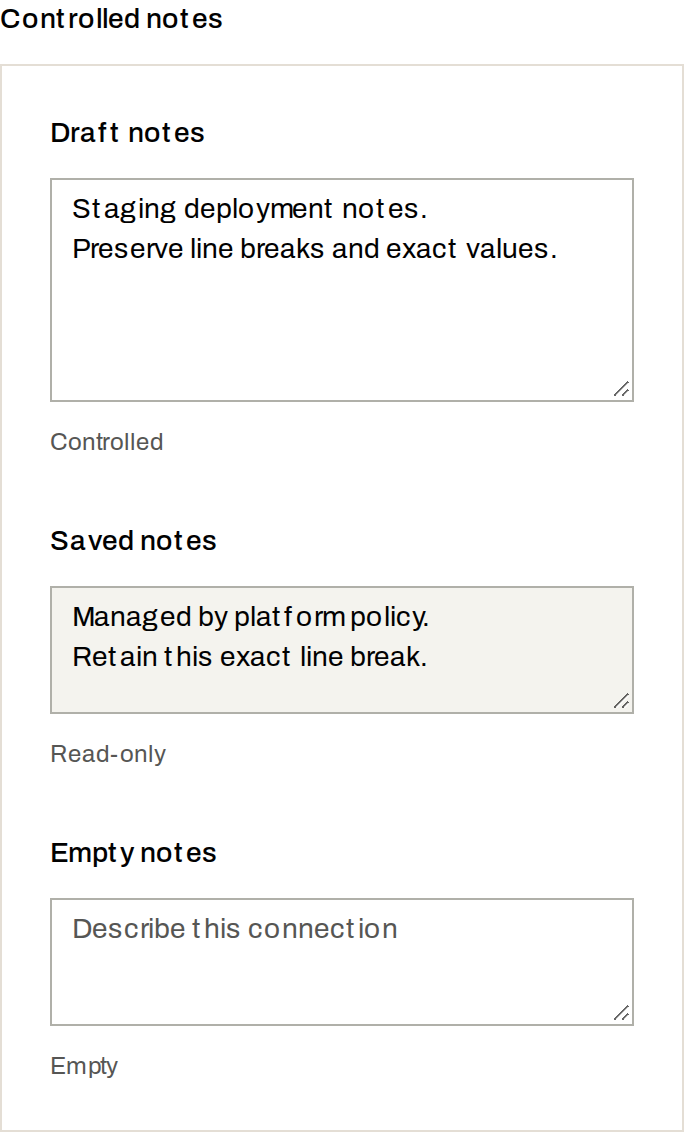 Controlled notes
Draft notes
Staging deployment notes.
Preserve line breaks and exact values.
Controlled
Saved notes
Managed by platform policy.
Retain this exact line break.
Read-only
Empty notes
Describe this connection
Empty